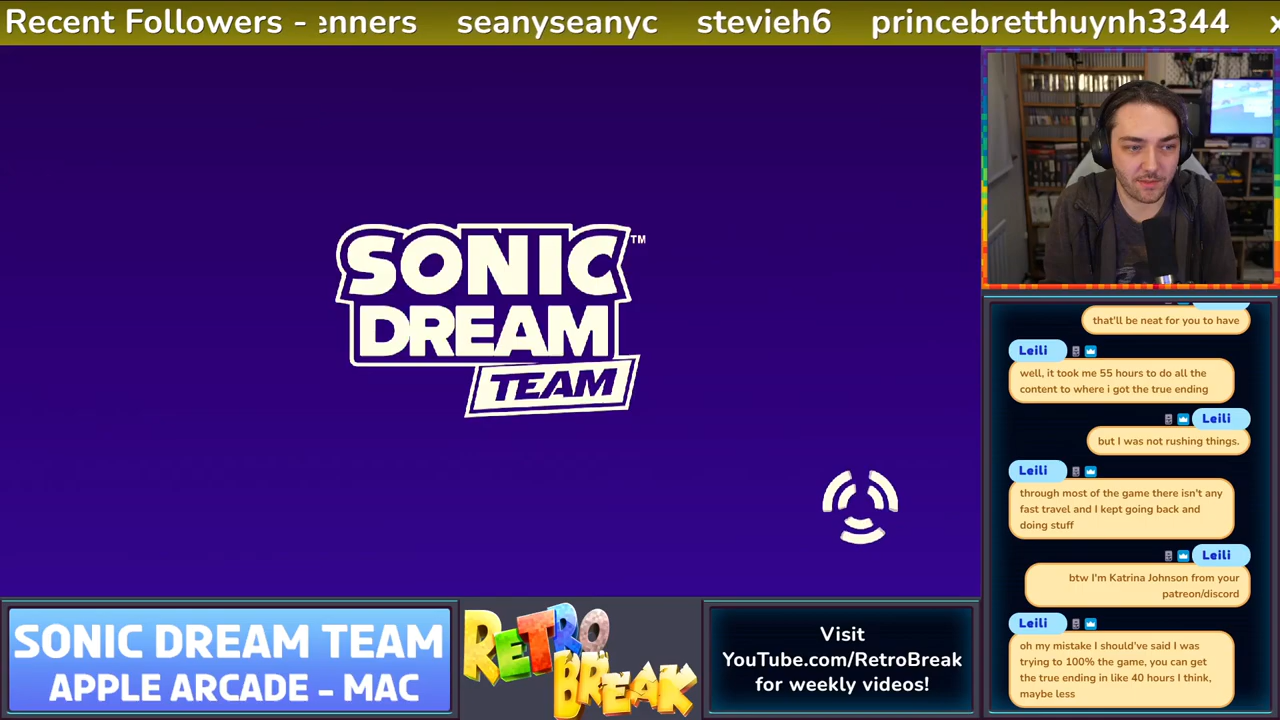 Recent Followers - enners seanyseanyc stevieh6 princebretthuynh3344
SONIC
DREAM
TEAM
TM
that'll be neat for you to have
Leili
well, it took me 55 hours to do all the
content to where i got the true ending
Leili
but I was not rushing things.
Leili
through most of the game there isn't any
fast travel and I kept going back and
doing stuff
Leili
btw I'm Katrina Johnson from your
patreon/discord
Leili
oh my mistake I should've said I was
trying to 100% the game, you can get
the true ending in like 40 hours I think,
maybe less
SONIC DREAM TEAM
APPLE ARCADE - MAC
RETRO
BREAK
Visit
YouTube.com/RetroBreak
for weekly videos!